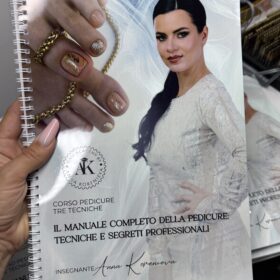 AK
CORSO PEDICURE
TRE TECNICHE
IL MANUALE COMPLETO DELLA PEDICURE:
TECNICHE E SEGRETI PROFESSIONALI
INSEGNANTE: Anna